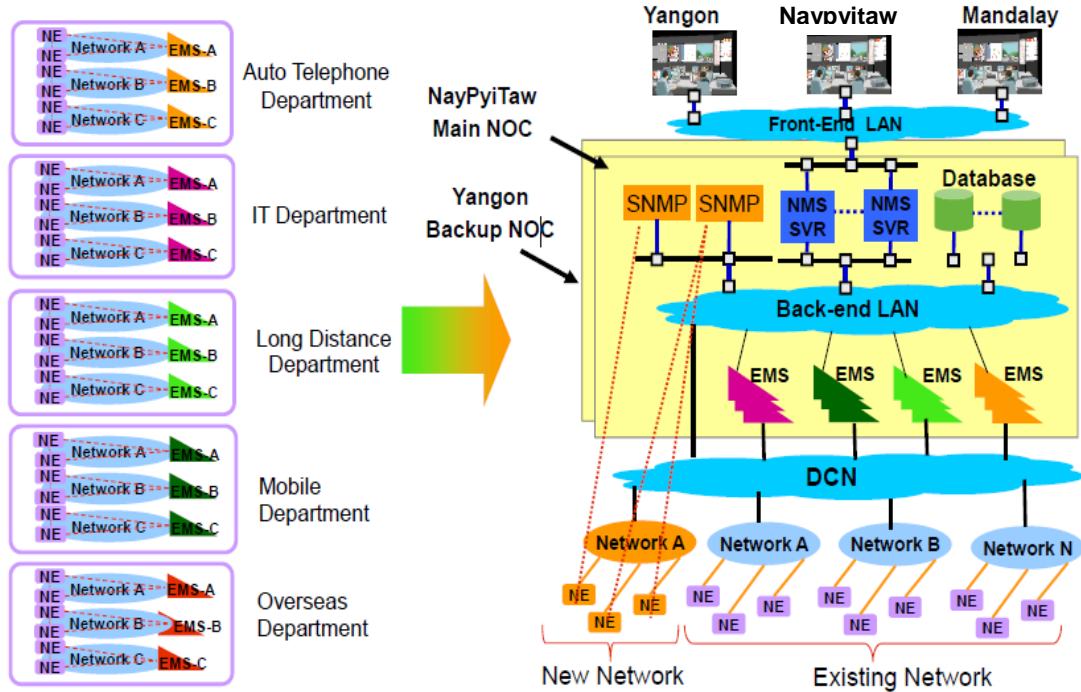 NE
Network A
EMS-A
NE
NE
Network B
EMS-B
NE
NE
Network C
EMS-C
NE
Auto Telephone
Department
NE
Network A
EMS-A
NE
NE
Network B
EMS-B
NE
NE
Network C
EMS-C
NE
IT Department
NE
Network A
EMS-A
NE
NE
Network B
EMS-B
NE
NE
Network C
EMS-C
NE
Long Distance
Department
NE
Network A
EMS-A
NE
NE
Network B
EMS-B
NE
NE
Network C
EMS-C
NE
Mobile
Department
NE
Network A
EMS-A
NE
NE
Network B
EMS-B
NE
NE
Network C
EMS-C
NE
Overseas
Department
NayPyiTaw
Main NOC
Yangon
Backup NOC
Yangon
Naypyitaw
Mandalay
Front-End LAN
SNMP
SNMP
NMS
SVR
NMS
SVR
Database
Back-end LAN
EMS
EMS
EMS
EMS
DCN
Network A
Network A
Network B
Network N
NE
NE
NE
NE
NE
NE
NE
NE
NE
NE
NE
NE
New Network
Existing Network